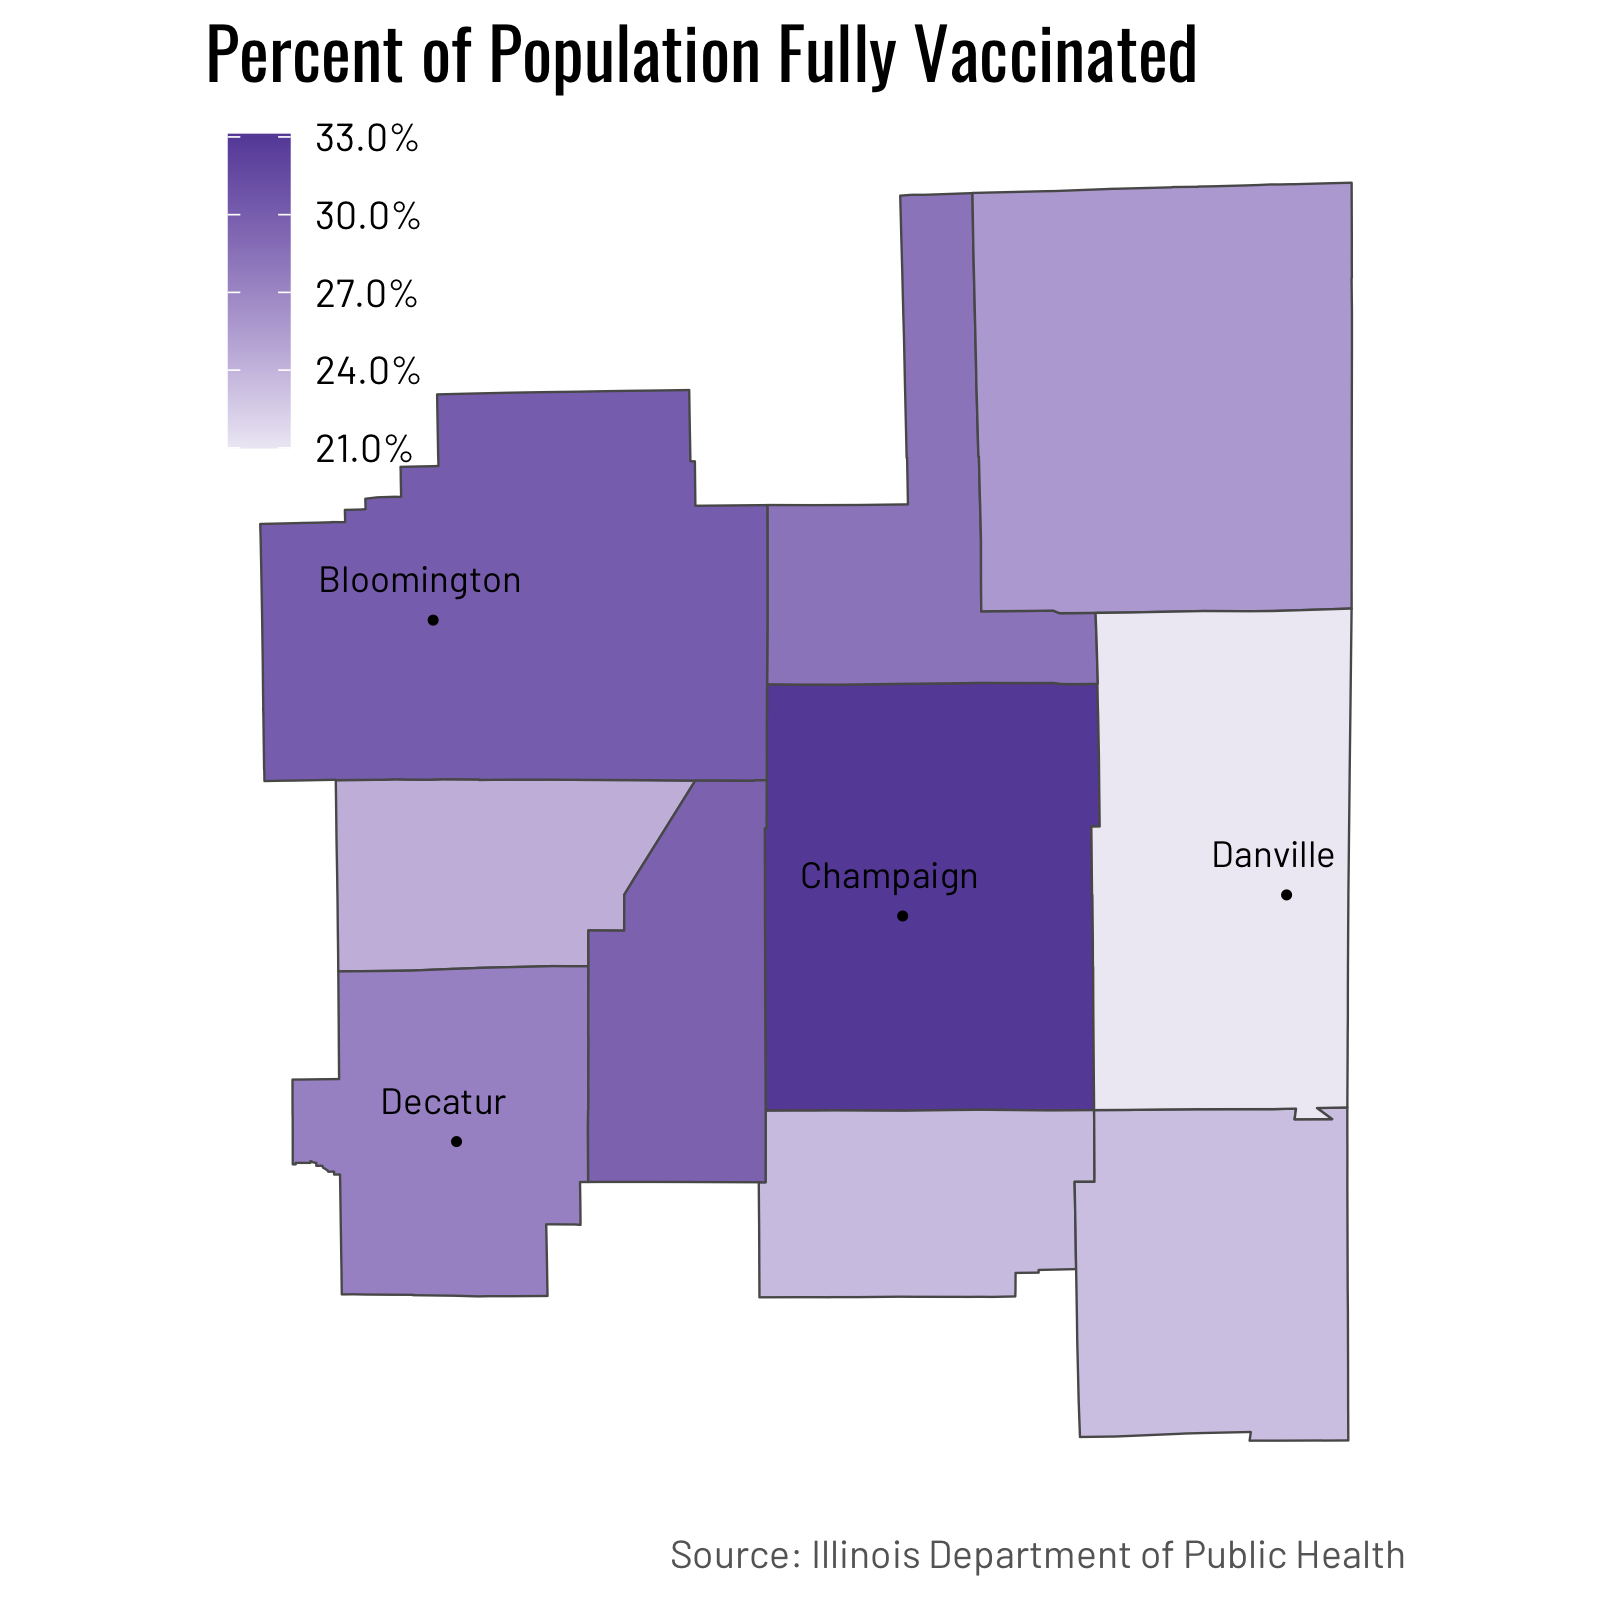 Percent of Population Fully Vaccinated
33.0%
30.0%
27.0%
24.0%
21.0%
Bloomington
Danville
Champaign
Decatur
Source: Illinois Department of Public Health